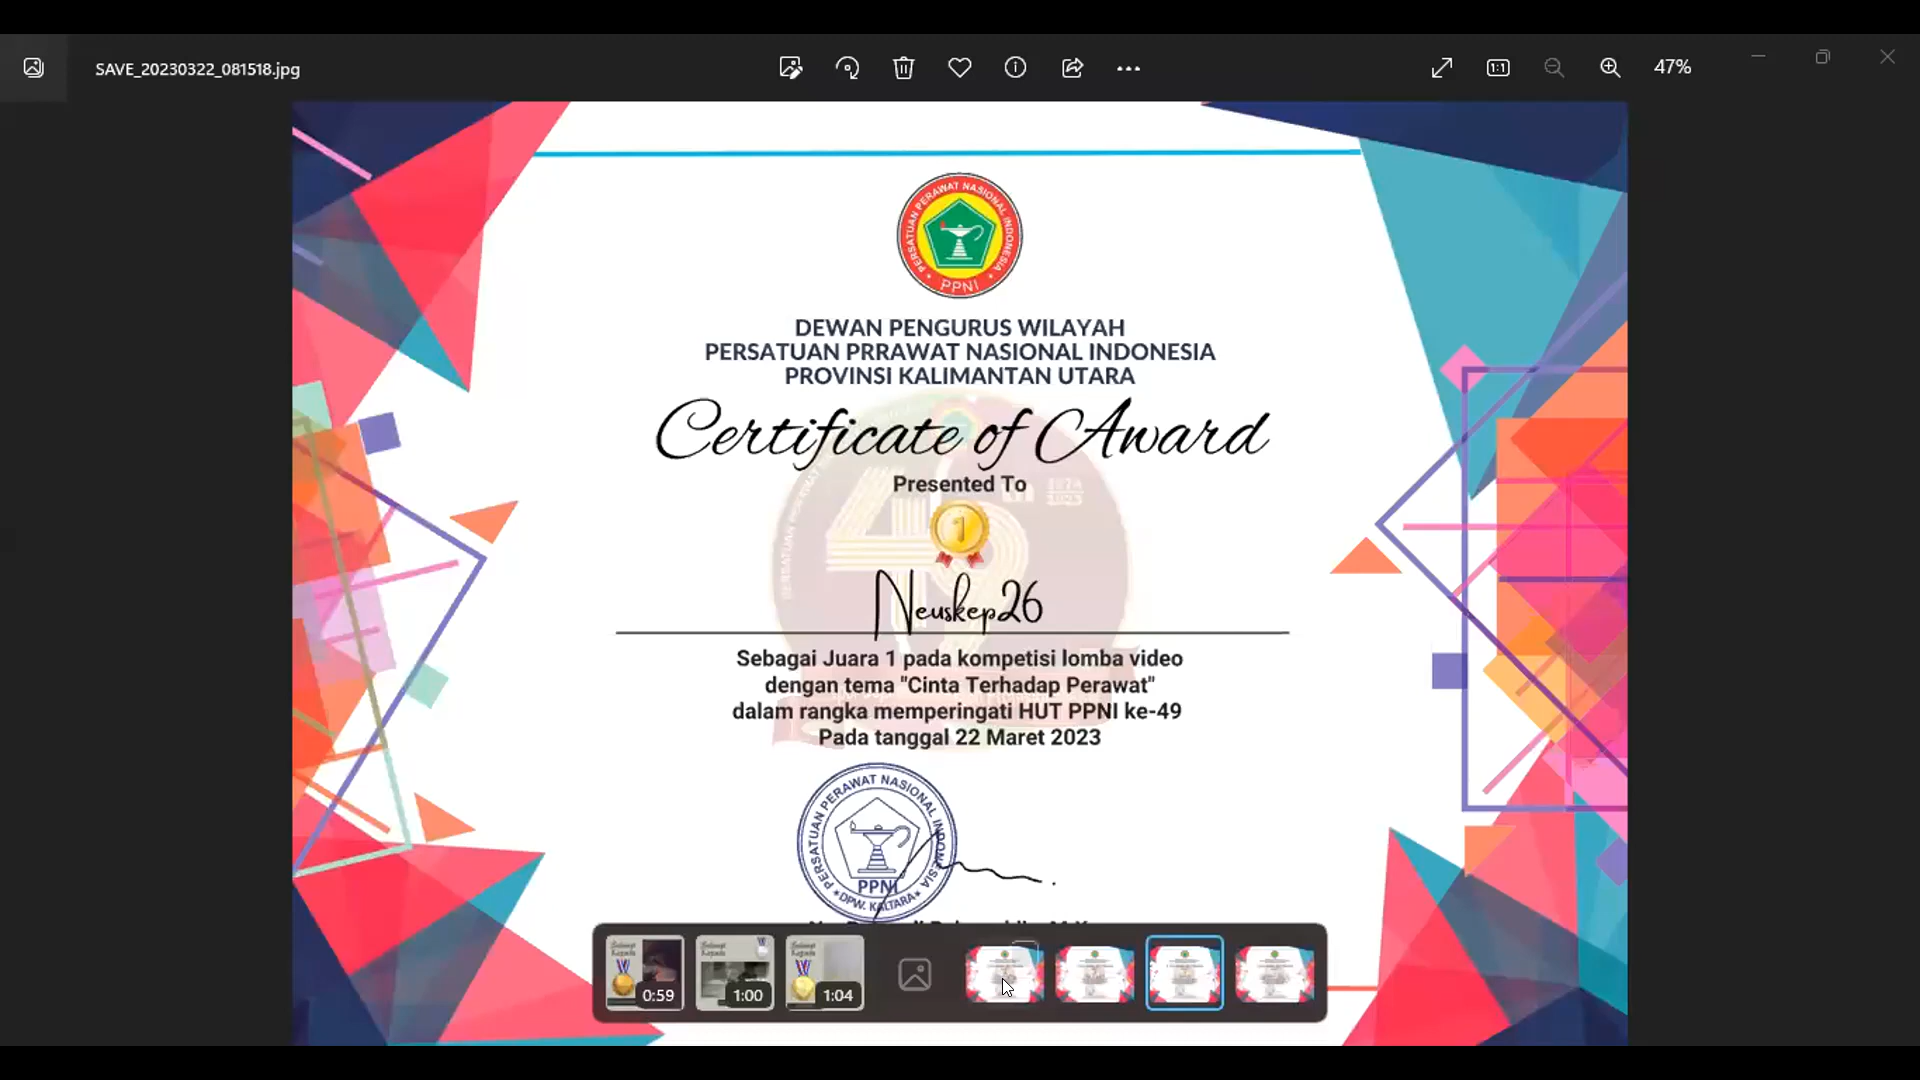 SAVE_20230322_081518.jpg
47%
PERSATUAN PERAWAT NASIONAL INDONESIA
PPNI
DEWAN PENGURUS WILAYAH
PERSATUAN PRRAWAT NASIONAL INDONESIA
PROVINSI KALIMANTAN UTARA
Certificate of Award
Presented To
1
Neuskep26
Sebagai Juara 1 pada kompetisi lomba video
dengan tema "Cinta Terhadap Perawat"
dalam rangka memperingati HUT PPNI ke-49
Pada tanggal 22 Maret 2023
PERSATUAN PERAWAT NASIONAL INDONESIA
PPNI
DPW. KALTARA
0:59
1:00
1:04